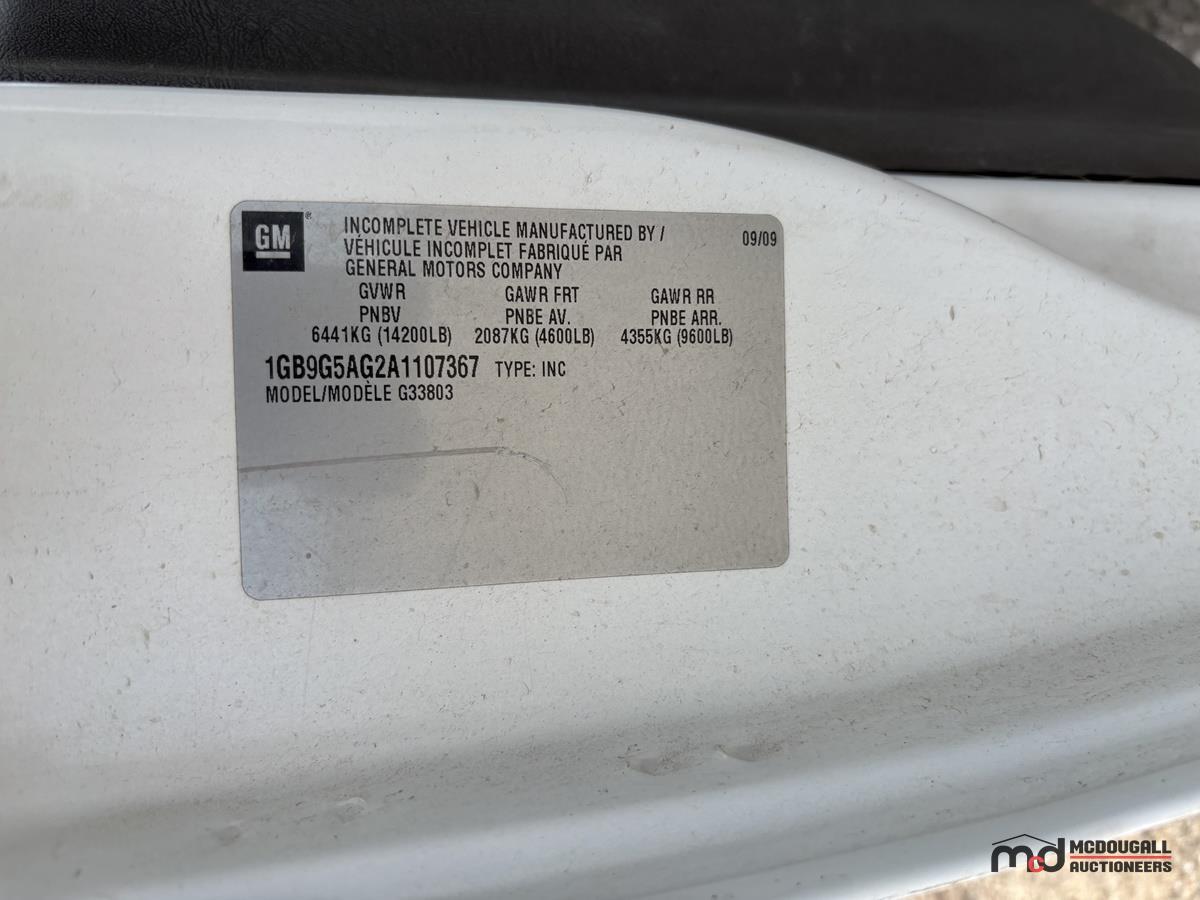 GM®
INCOMPLETE VEHICLE MANUFACTURED BY /
VÉHICULE INCOMPLET FABRIQUÉ PAR
GENERAL MOTORS COMPANY
09/09
GVWR GAWR FRT GAWR RR
PNBV PNBE AV. PNBE ARR.
6441KG (14200LB) 2087KG (4600LB) 4355KG (9600LB)
1GB9G5AG2A1107367 TYPE: INC
MODEL/MODÈLE G33803
mcd MCDOUGALL
AUCTIONEERS